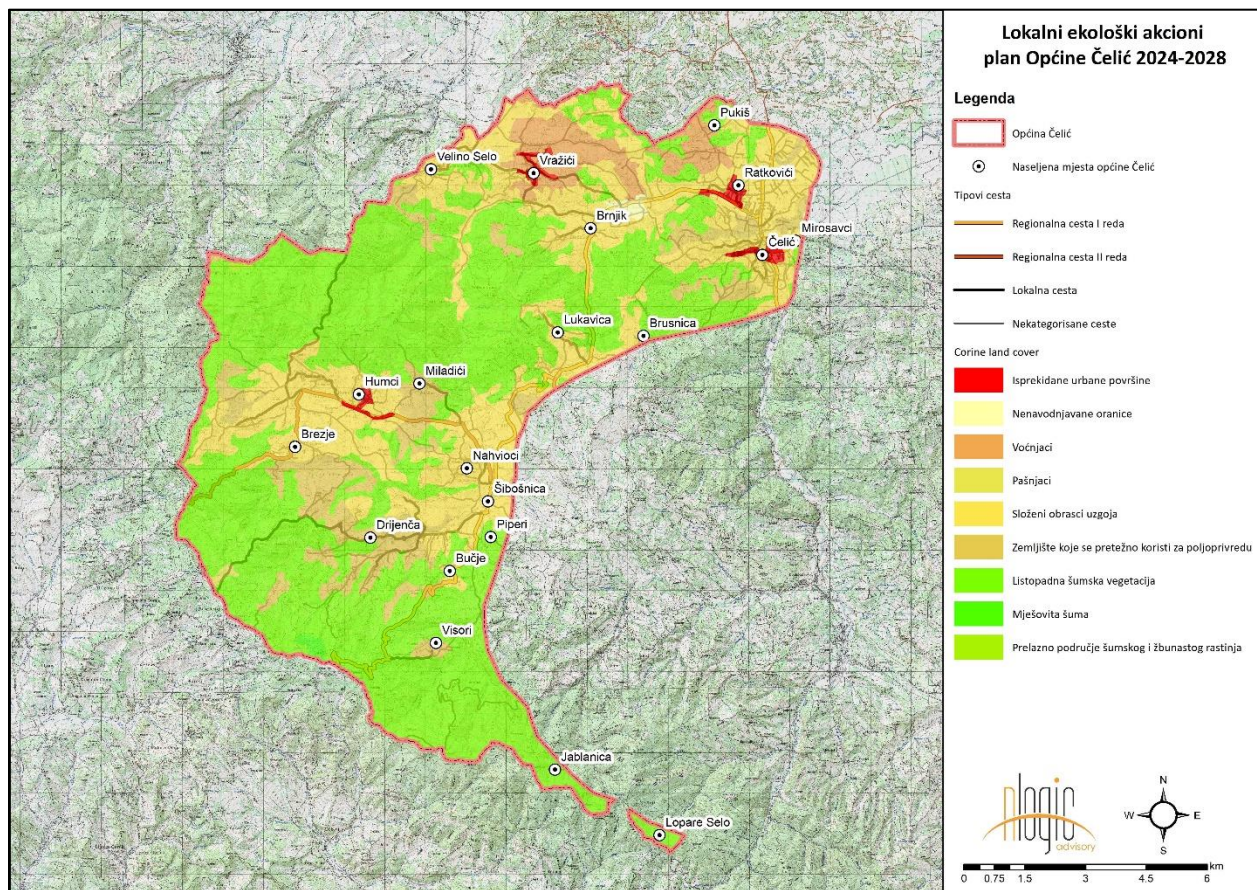 Lokalni ekološki akcioni
plan Općine Čelić 2024-2028
Legenda
Općina Čelić
Naseljena mjesta općine Čelić
Tipovi cesta
Regionalna cesta I reda
Regionalna cesta II reda
Lokalna cesta
Nekategorisane ceste
Corine land cover
Isprekidane urbane površine
Nenavodnjavane oranice
Voćnjaci
Pašnjaci
Složeni obrasci uzgoja
Zemljište koje se pretežno koristi za poljoprivredu
Listopadna šumska vegetacija
Mješovita šuma
Prelazno područje šumskog i žbunastog rastinja
Pukiš
Velino Selo
Vražići
Ratkovići
Brnjik
Mirosavci
Čelić
Lukavica
Brusnica
Miladići
Humci
Brezje
Nahvioci
Šibošnica
Drijenča
Piperi
Bučje
Visori
Jablanica
Lopare Selo
nlogic
advisory
N
W
E
S
km
0 0.75 1.5 3 4.5 6